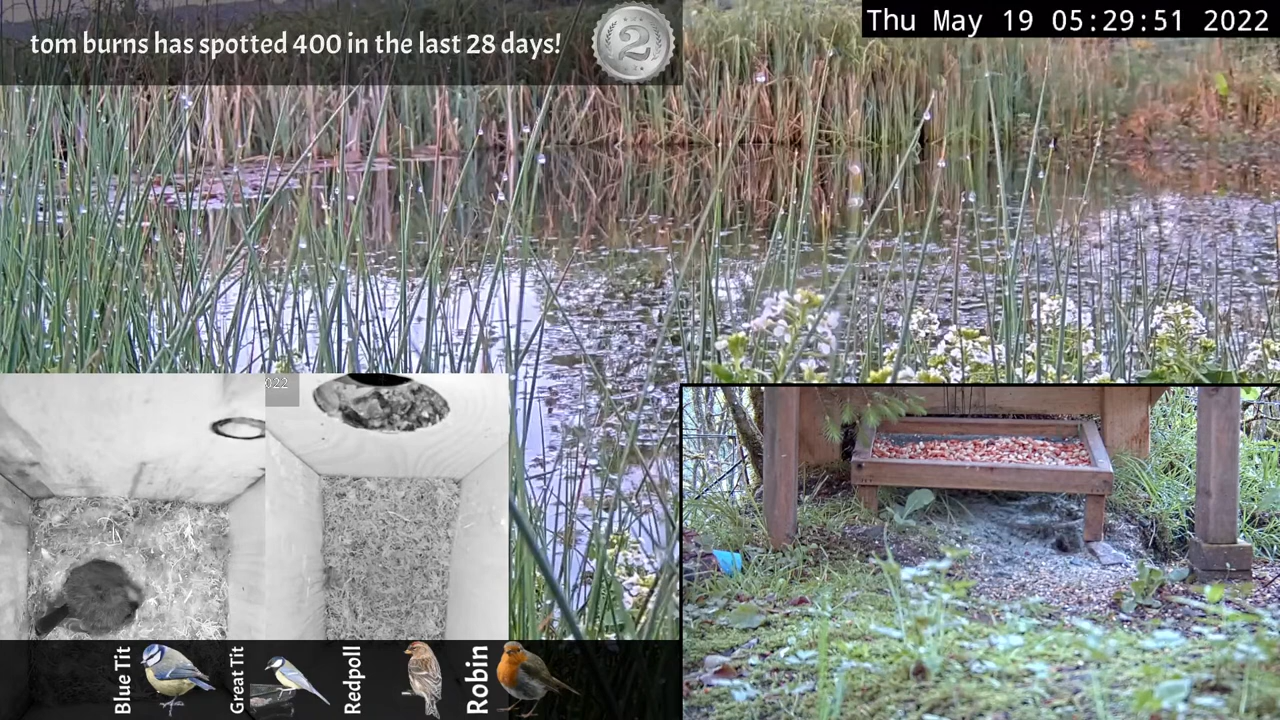 tom burns has spotted 400 in the last 28 days!
2
Thu May 19 05:29:51 2022
022
Blue Tit
Great Tit
Redpoll
Robin